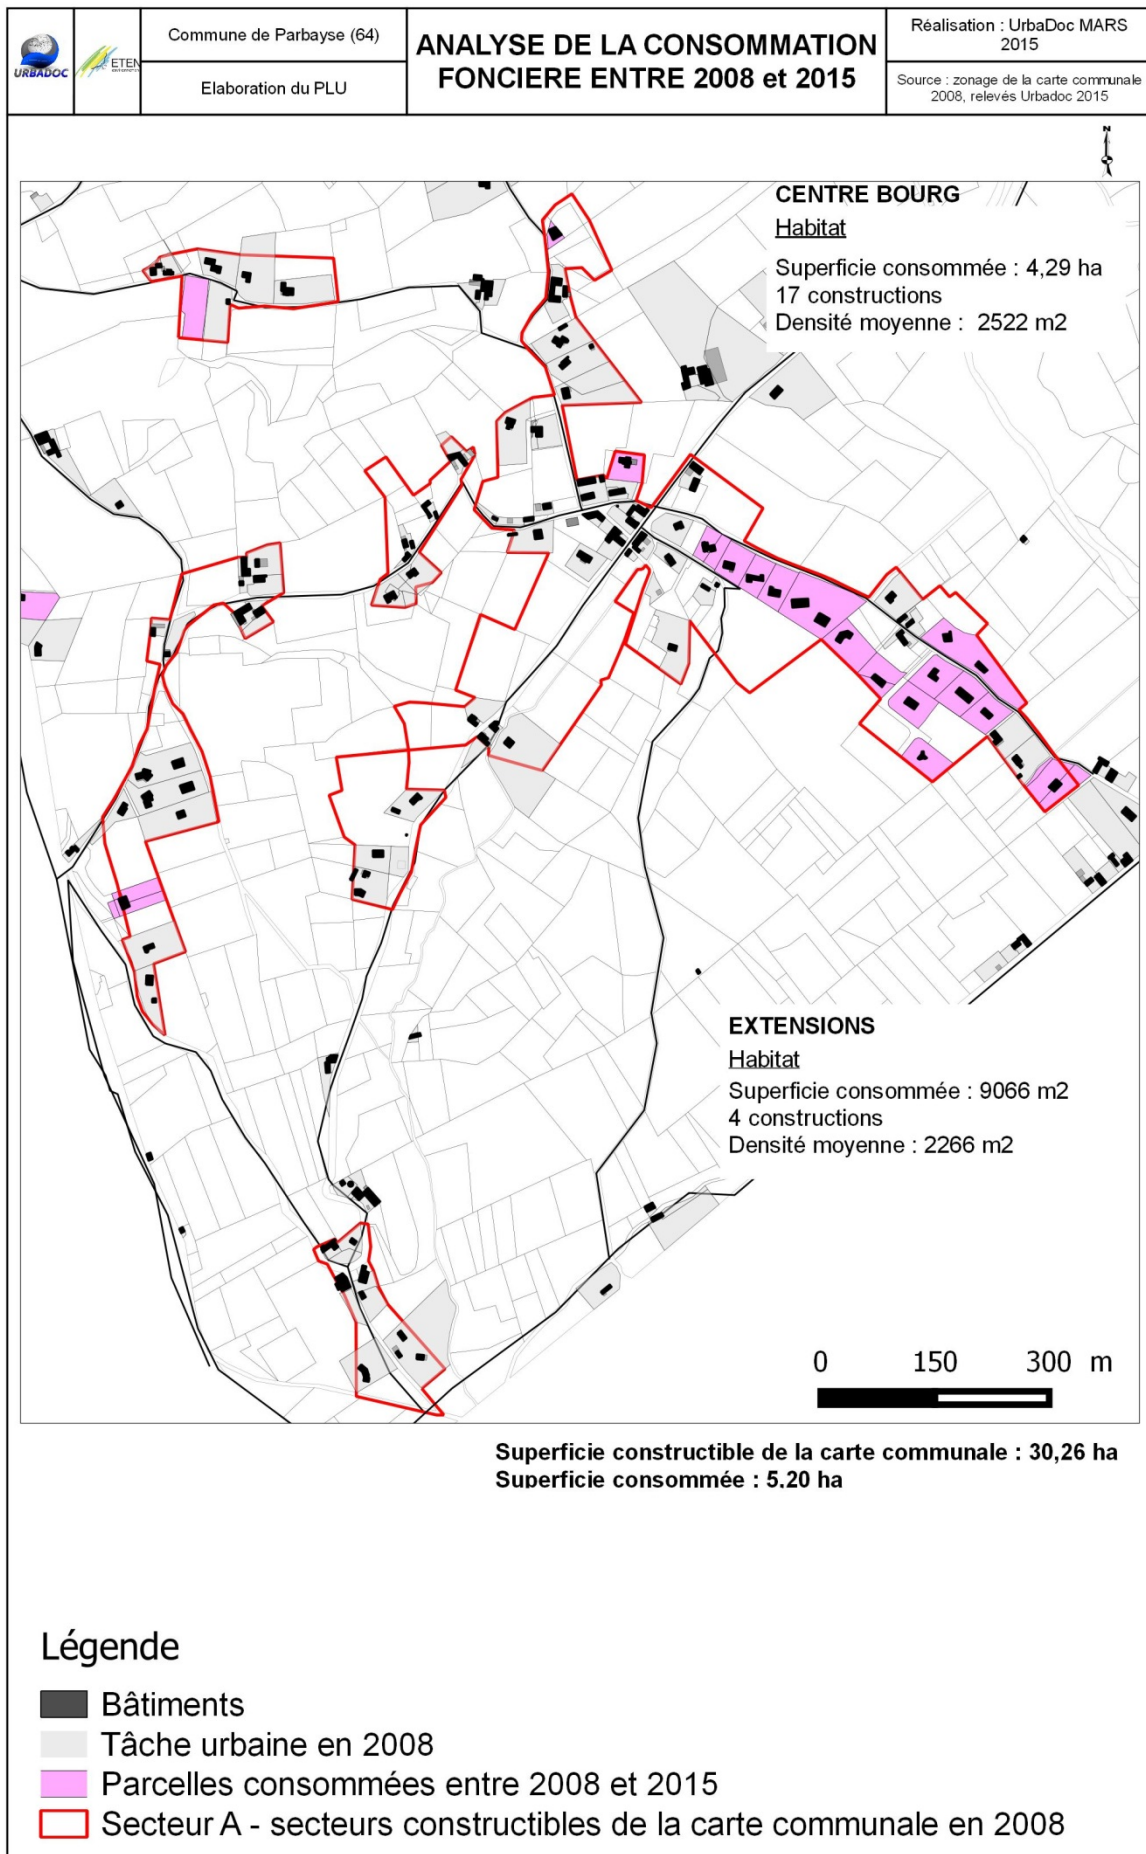 URBADOC
ETEN
Commune de Parbayse (64)
Elaboration du PLU
ANALYSE DE LA CONSOMMATION
FONCIERE ENTRE 2008 et 2015
Réalisation : UrbaDoc MARS
2015
Source : zonage de la carte communale
2008, relevés Urbadoc 2015
N
CENTRE BOURG
Habitat
Superficie consommée : 4,29 ha
17 constructions
Densité moyenne : 2522 m2
EXTENSIONS
Habitat
Superficie consommée : 9066 m2
4 constructions
Densité moyenne : 2266 m2
0 150 300 m
Superficie constructible de la carte communale : 30,26 ha
Superficie consommée : 5.20 ha
Légende
Bâtiments
Tâche urbaine en 2008
Parcelles consommées entre 2008 et 2015
Secteur A - secteurs constructibles de la carte communale en 2008